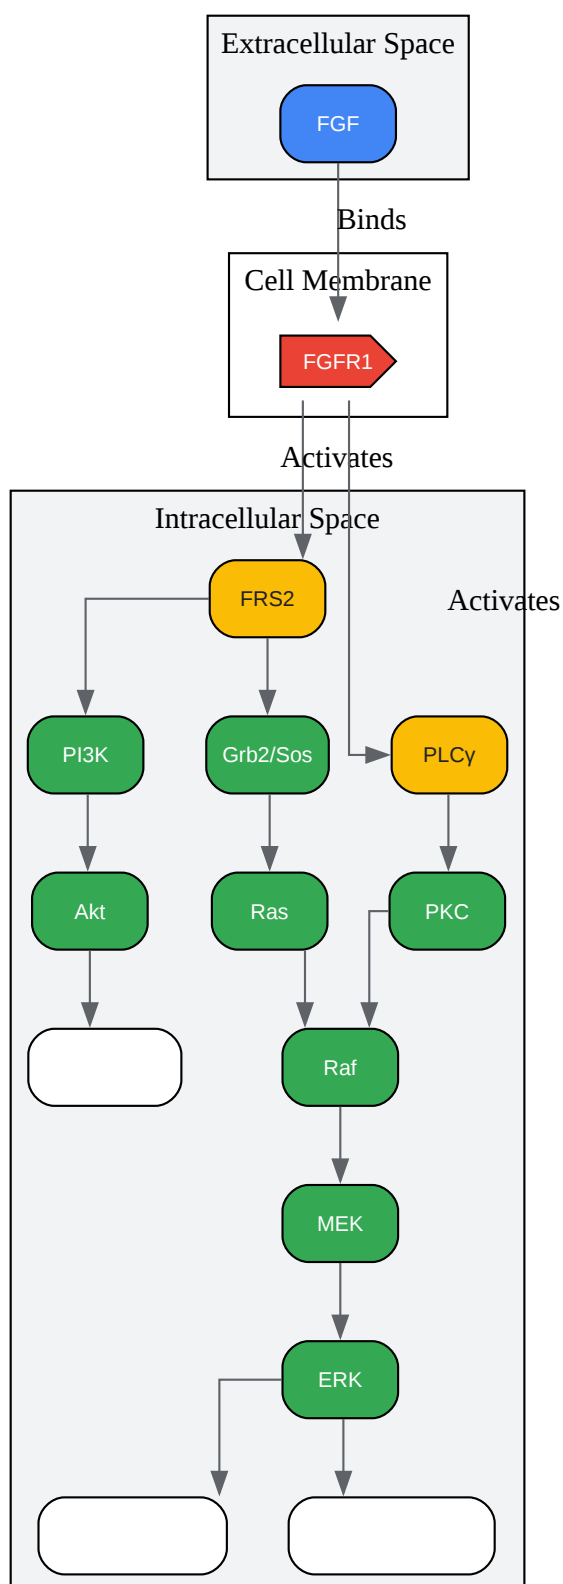 Extracellular Space
FGF
Binds
Cell Membrane
FGFR1
Activates
Intracellular Space
FRS2
Activates
PI3K
Grb2/Sos
PLCγ
Akt
Ras
PKC
Raf
MEK
ERK